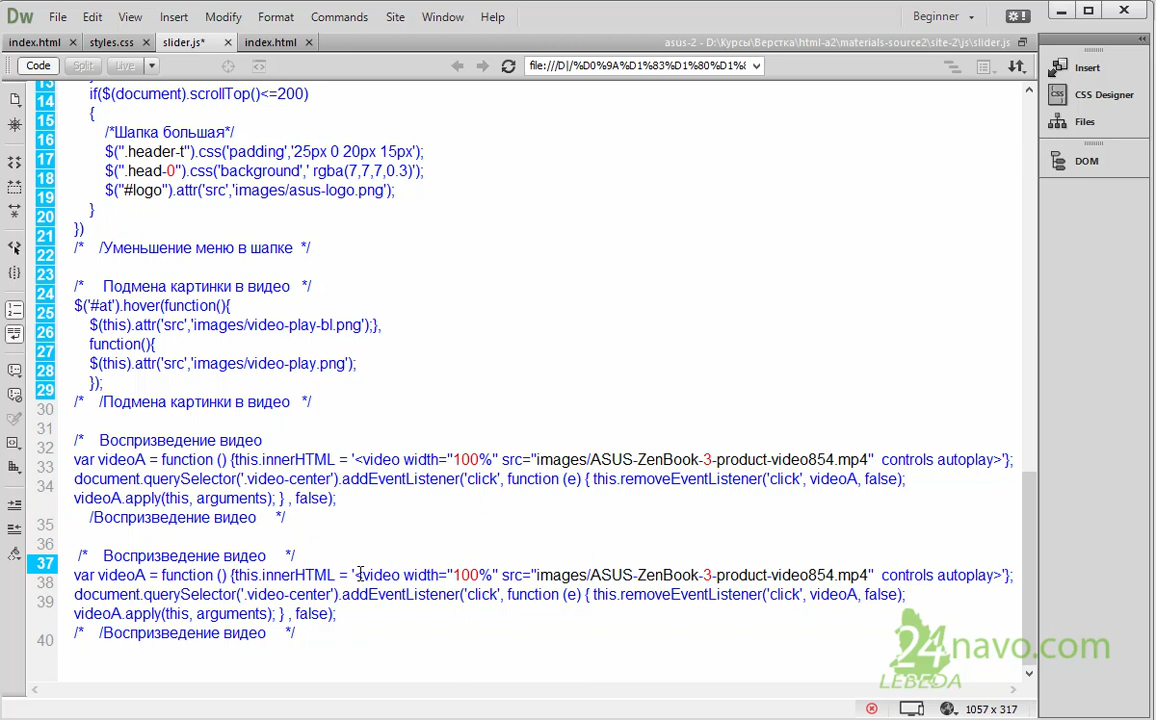 Dw File Edit View Insert Modify Format Commands Site Window Help Beginner
index.html styles.css slider.js* index.html asus-2 - D:\Курсы\Верстка\html-a2\materials-source2\site-2\js\slider.js
Code Split Live file:///D|/%D0%9A%D1%83%D1%80%D1%8
13
14 if($(document).scrollTop()<=200)
15 {
16 /*Шапка большая*/
17 $(".header-t").css('padding','25px 0 20px 15px');
18 $(".head-0").css('background',' rgba(7,7,7,0.3)');
19 $("#logo").attr('src','images/asus-logo.png');
20 }
21 })
22 /* /Уменьшение меню в шапке */
23
24 /* Подмена картинки в видео */
25 $('#at').hover(function(){
26 $(this).attr('src','images/video-play-bl.png');},
27 function(){
28 $(this).attr('src','images/video-play.png');
29 });
30 /* /Подмена картинки в видео */
31
32 /* Воспризведение видео
33 var videoA = function () {this.innerHTML = '<video width="100%" src="images/ASUS-ZenBook-3-product-video854.mp4" controls autoplay>'};
34 document.querySelector('.video-center').addEventListener('click', function (e) { this.removeEventListener('click', videoA, false);
videoA.apply(this, arguments); } , false);
35 /Воспризведение видео */
36
37 /* Воспризведение видео */
38 var videoA = function () {this.innerHTML = '<video width="100%" src="images/ASUS-ZenBook-3-product-video854.mp4" controls autoplay>'};
39 document.querySelector('.video-center').addEventListener('click', function (e) { this.removeEventListener('click', videoA, false);
videoA.apply(this, arguments); } , false);
40 /* /Воспризведение видео */
Insert
CSS Designer
Files
DOM
24navo.com
LEBEDA
1057 x 317